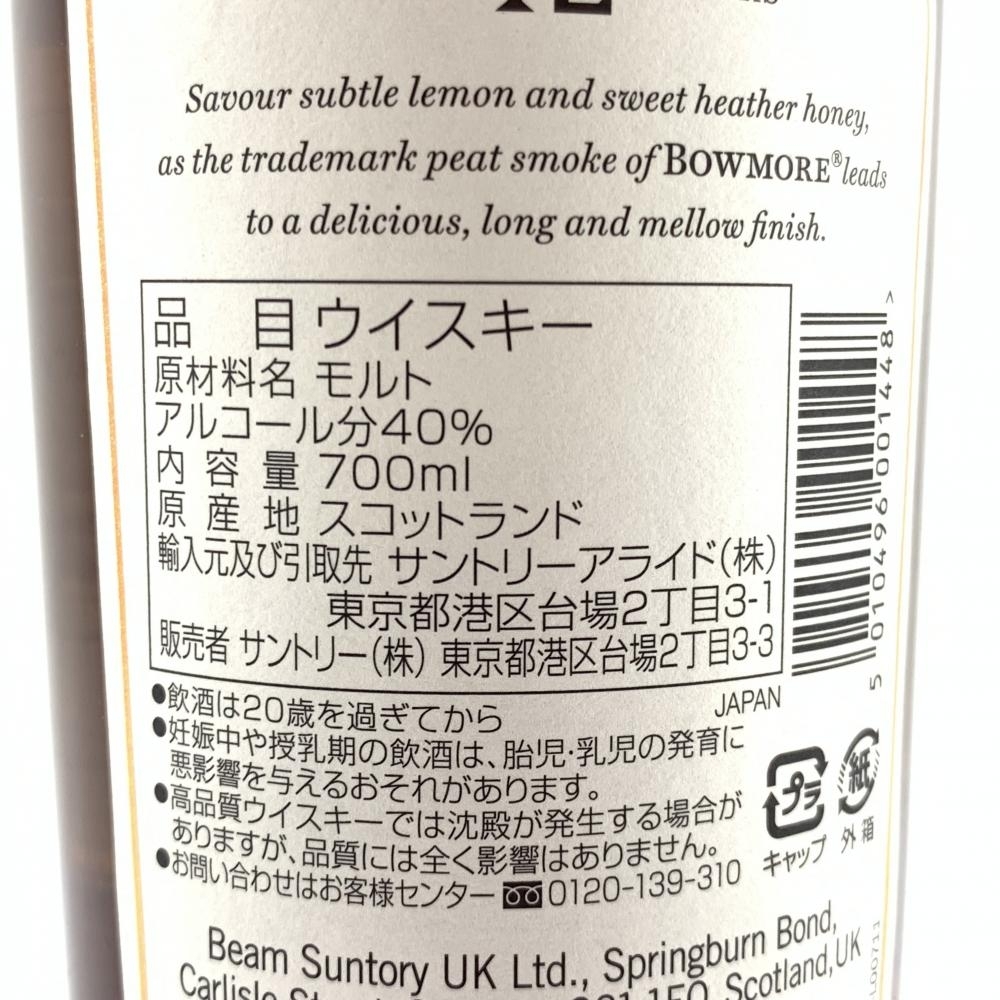 Savour subtle lemon and sweet heather honey,
as the trademark peat smoke of BOWMORE® leads
to a delicious, long and mellow finish.
品 目 ウイスキー
原材料名 モルト
アルコール分40%
内容量 700ml
原産地 スコットランド
輸入元及び引取先 サントリーアライド(株)
東京都港区台場2丁目3-1
販売者 サントリー(株) 東京都港区台場2丁目3-3
JAPAN
●飲酒は20歳を過ぎてから
●妊娠中や授乳期の飲酒は、胎児・乳児の発育に
悪影響を与えるおそれがあります。
●高品質ウイスキーでは沈殿が発生する場合が
ありますが、品質には全く影響はありません。
●お問い合わせはお客様センター 0120-139-310
5 010496 001448 >
プラ
キャップ
紙
外箱
Beam Suntory UK Ltd., Springburn Bond,
Carlisle Scotland, UK
L00711